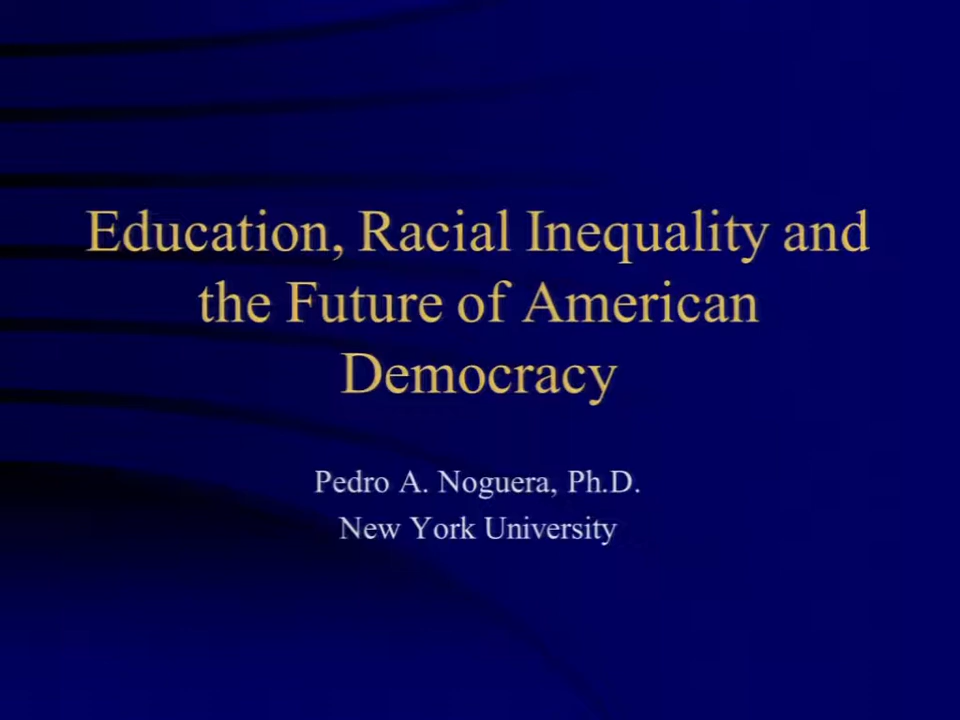 Education, Racial Inequality and
the Future of American
Democracy
Pedro A. Noguera, Ph.D.
New York University